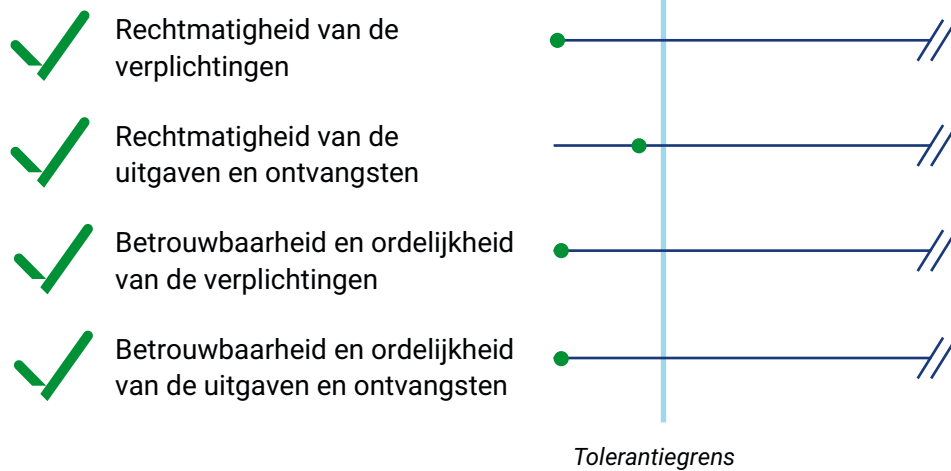 Rechtmatigheid van de
verplichtingen
Rechtmatigheid van de
uitgaven en ontvangsten
Betrouwbaarheid en ordelijkheid
van de verplichtingen
Betrouwbaarheid en ordelijkheid
van de uitgaven en ontvangsten
Tolerantiegrens